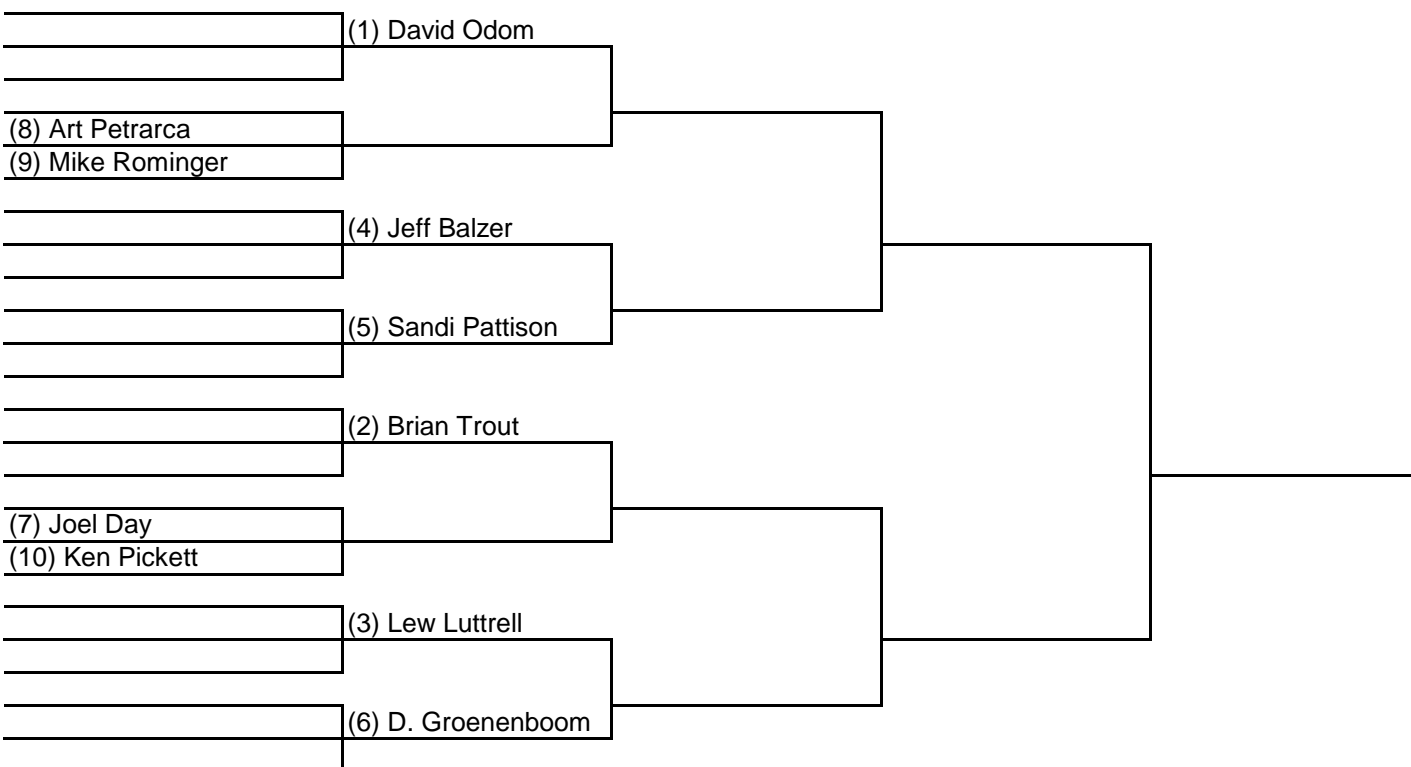 (1) David Odom
(8) Art Petrarca
(9) Mike Rominger
(4) Jeff Balzer
(5) Sandi Pattison
(2) Brian Trout
(7) Joel Day
(10) Ken Pickett
(3) Lew Luttrell
(6) D. Groenenboom